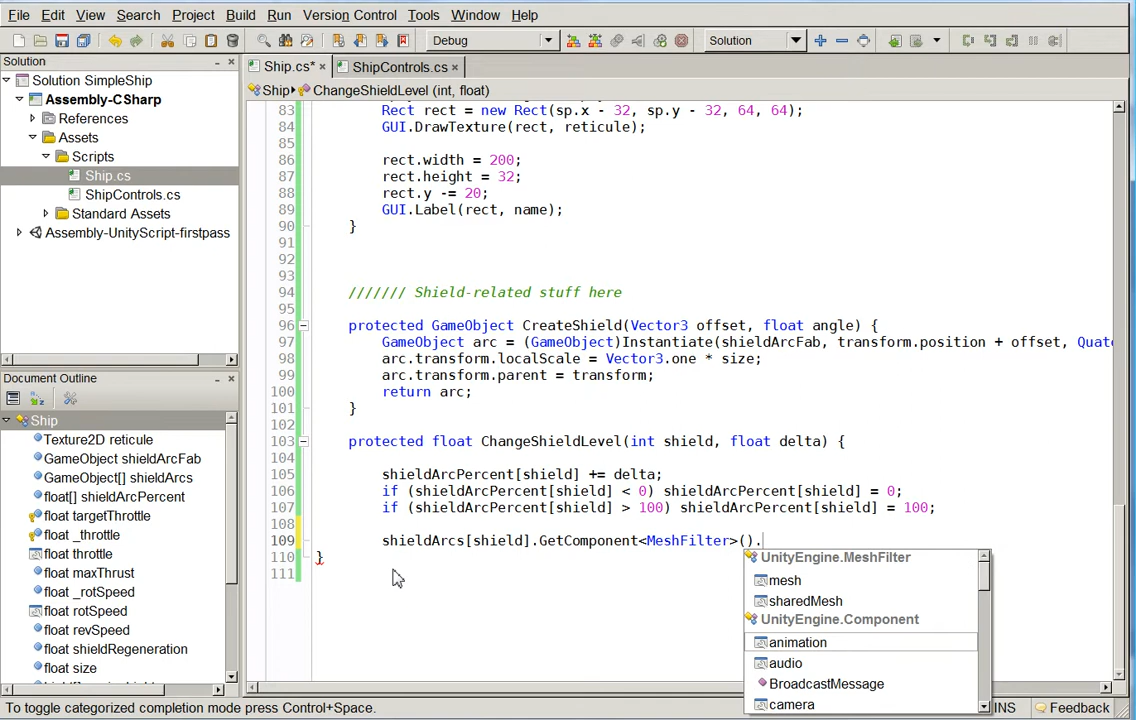 File Edit View Search Project Build Run Version Control Tools Window Help
Debug Solution
Solution
Solution SimpleShip
Assembly-CSharp
References
Assets
Scripts
Ship.cs
ShipControls.cs
Standard Assets
Assembly-UnityScript-firstpass
Document Outline
Ship
Texture2D reticule
GameObject shieldArcFab
GameObject[] shieldArcs
float[] shieldArcPercent
float targetThrottle
float _throttle
float throttle
float maxThrust
float _rotSpeed
float rotSpeed
float revSpeed
float shieldRegeneration
float size
Ship.cs* × ShipControls.cs ×
Ship ChangeShieldLevel (int, float)
83 Rect rect = new Rect(sp.x - 32, sp.y - 32, 64, 64);
84 GUI.DrawTexture(rect, reticule);
85
86 rect.width = 200;
87 rect.height = 32;
88 rect.y -= 20;
89 GUI.Label(rect, name);
90 }
91
92
93
94 /////// Shield-related stuff here
95
96 protected GameObject CreateShield(Vector3 offset, float angle) {
97 GameObject arc = (GameObject)Instantiate(shieldArcFab, transform.position + offset, Quate
98 arc.transform.localScale = Vector3.one * size;
99 arc.transform.parent = transform;
100 return arc;
101 }
102
103 protected float ChangeShieldLevel(int shield, float delta) {
104
105 shieldArcPercent[shield] += delta;
106 if (shieldArcPercent[shield] < 0) shieldArcPercent[shield] = 0;
107 if (shieldArcPercent[shield] > 100) shieldArcPercent[shield] = 100;
108
109 shieldArcs[shield].GetComponent<MeshFilter>().
110 }
111
UnityEngine.MeshFilter
mesh
sharedMesh
UnityEngine.Component
animation
audio
BroadcastMessage
camera
To toggle categorized completion mode press Control+Space. INS Feedback